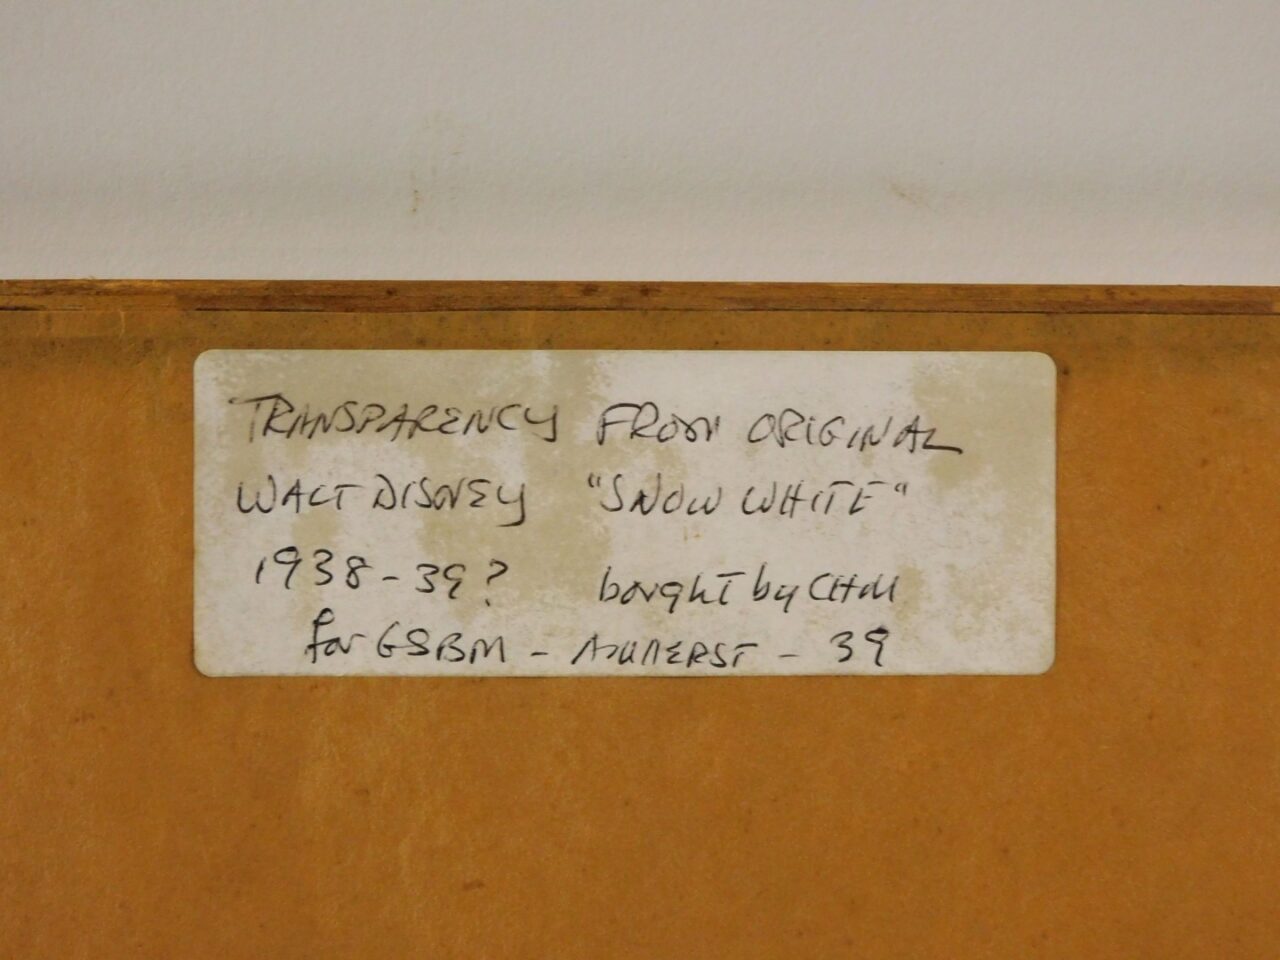 TRANSPARENCY FROM ORIGINAL
WALT DISNEY "SNOW WHITE"
1938-39? bought by CHM
for GSBM - AMHERST - 39